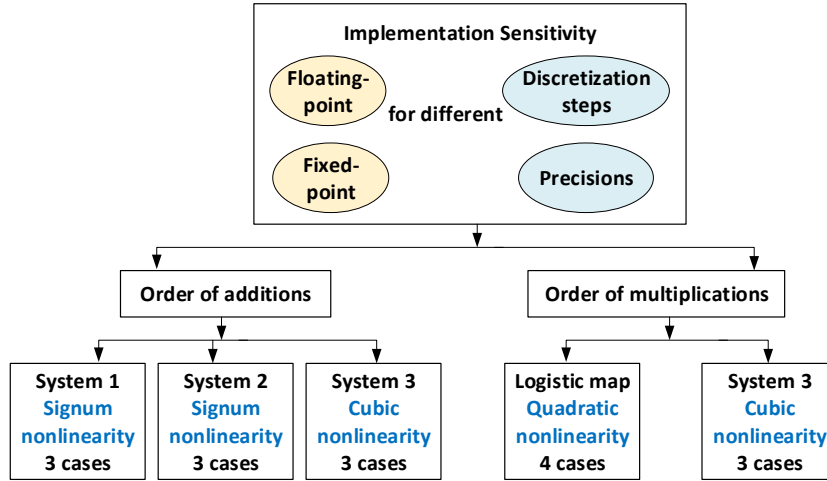 Implementation Sensitivity
Floating-
point
for different
Discretization
steps
Fixed-
point
Precisions
Order of additions
Order of multiplications
System 1
Signum
nonlinearity
3 cases
System 2
Signum
nonlinearity
3 cases
System 3
Cubic
nonlinearity
3 cases
Logistic map
Quadratic
nonlinearity
4 cases
System 3
Cubic
nonlinearity
3 cases